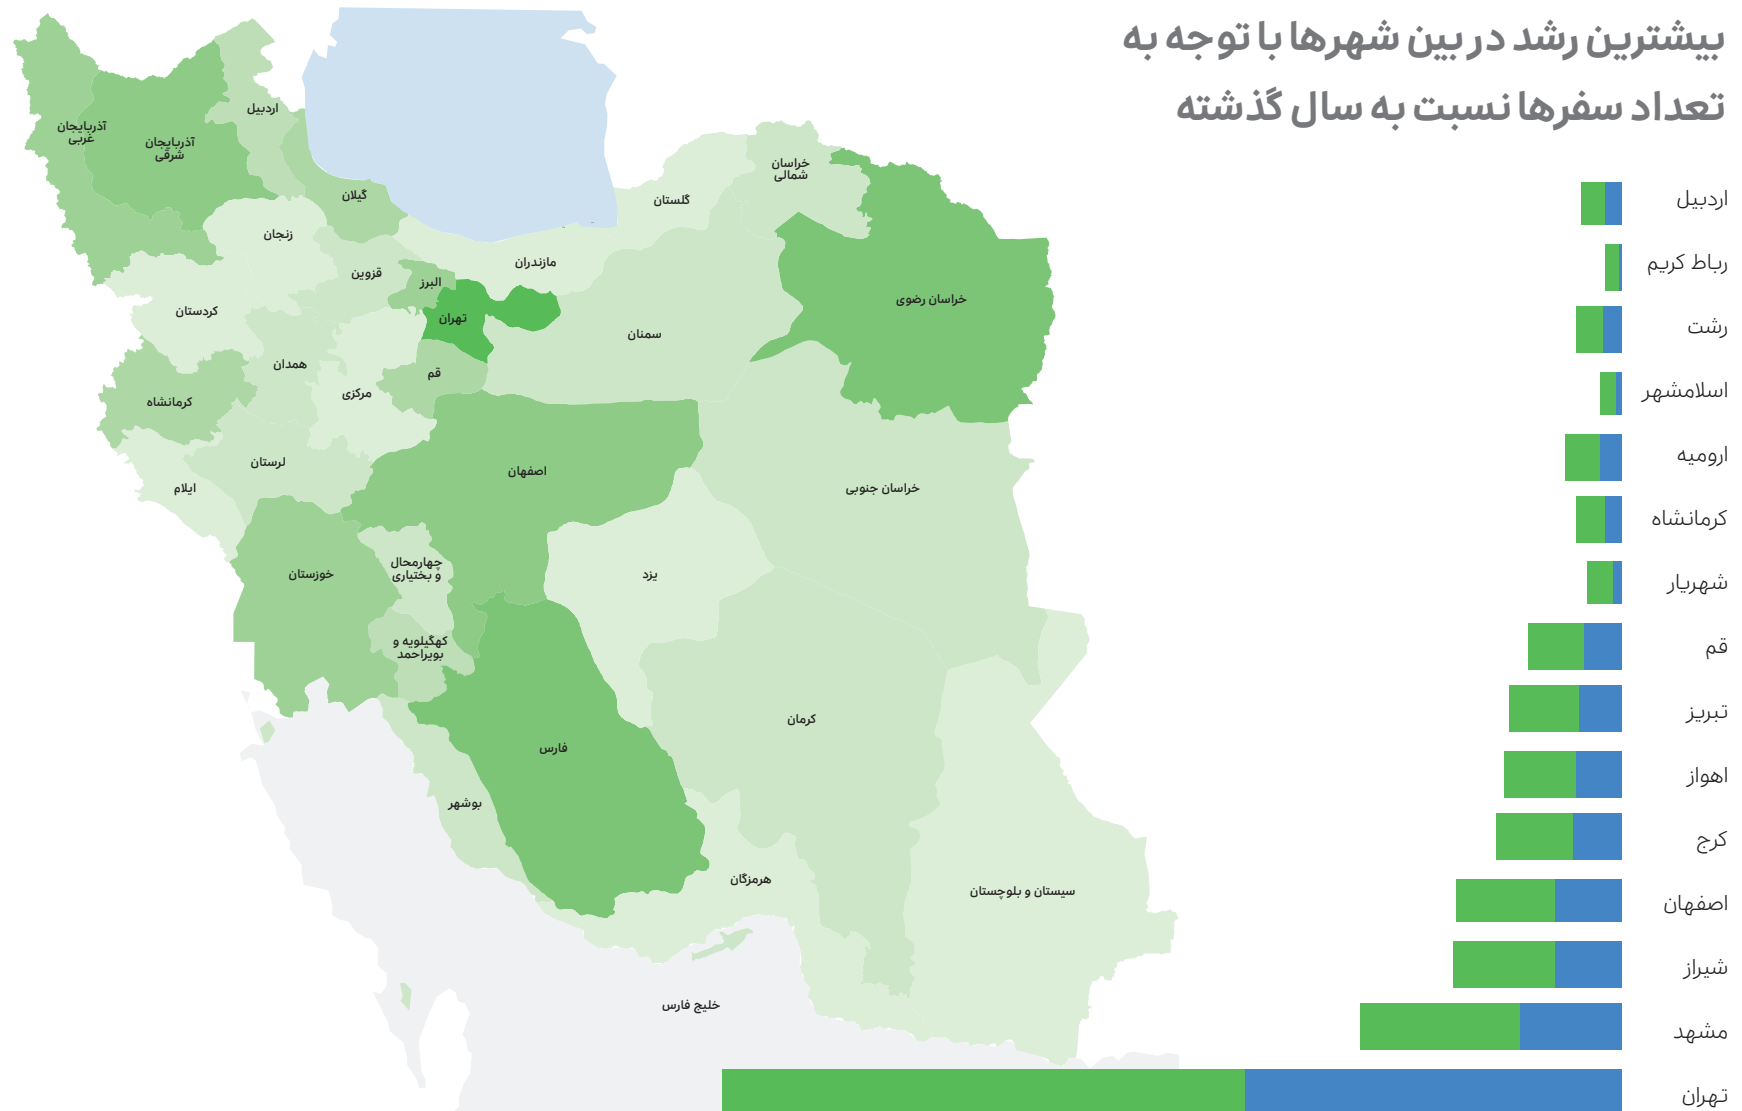 بیشترین رشد در بین شهرها با توجه به
تعداد سفرها نسبت به سال گذشته
اردبیل
رباط کریم
رشت
اسلامشهر
ارومیه
کرمانشاه
شهریار
قم
تبریز
اهواز
کرج
اصفهان
شیراز
مشهد
تهران
اردبیل
آذربایجان
غربی
آذربایجان
شرقی
خراسان
شمالی
گیلان
گلستان
زنجان
مازندران
قزوین
البرز
خراسان رضوی
کردستان
تهران
سمنان
همدان
قم
مرکزی
کرمانشاه
لرستان
اصفهان
ایلام
خراسان جنوبی
چهارمحال
و بختیاری
خوزستان
یزد
کهگیلویه و
بویراحمد
کرمان
فارس
بوشهر
هرمزگان
سیستان و بلوچستان
خلیج فارس